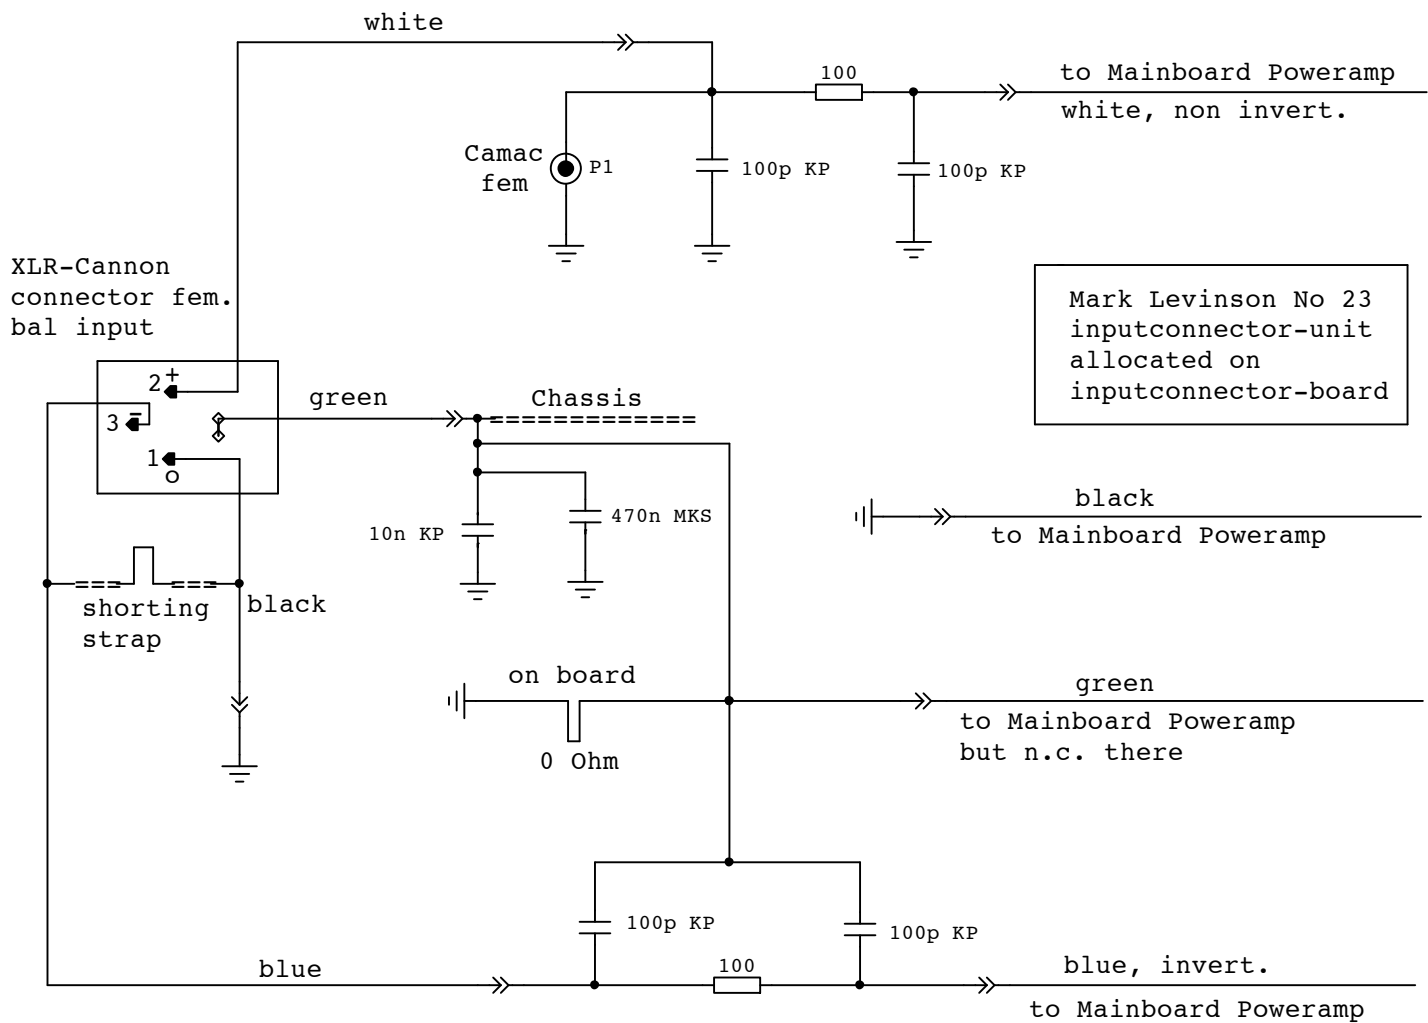 white
100
to Mainboard Poweramp
white, non invert.
Camac
fem
P1
100p KP
100p KP
XLR-Cannon
connector fem.
bal input
Mark Levinson No 23
inputconnector-unit
allocated on
inputconnector-board
2 +
3 -
1
o
green
Chassis
10n KP
470n MKS
black
to Mainboard Poweramp
shorting
strap
black
on board
0 Ohm
green
to Mainboard Poweramp
but n.c. there
100p KP
100p KP
blue
100
blue, invert.
to Mainboard Poweramp